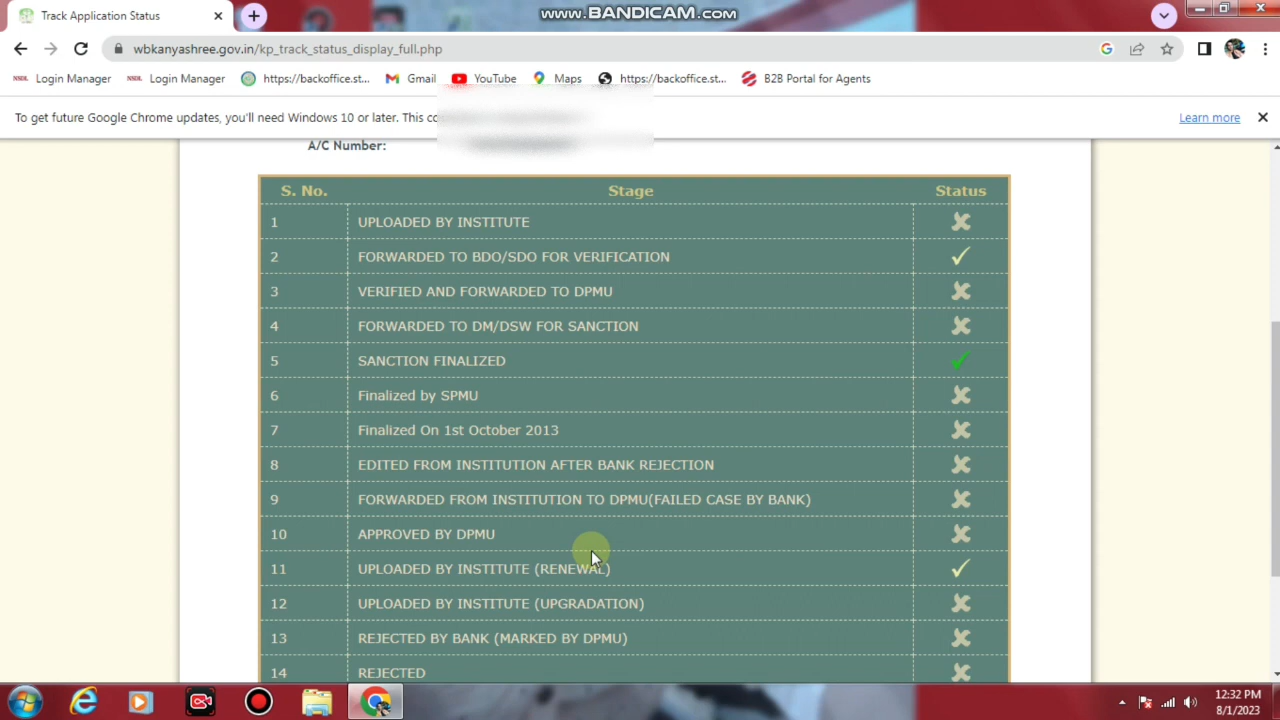 Track Application Status
www.BANDICAM.com
wbkanyashree.gov.in/kp_track_status_display_full.php
NSDL Login Manager NSDL Login Manager https://backoffice.st... Gmail YouTube Maps https://backoffice.st... B2B Portal for Agents
To get future Google Chrome updates, you'll need Windows 10 or later. This Learn more
A/C Number:
S. No. Stage Status
1 UPLOADED BY INSTITUTE
2 FORWARDED TO BDO/SDO FOR VERIFICATION
3 VERIFIED AND FORWARDED TO DPMU
4 FORWARDED TO DM/DSW FOR SANCTION
5 SANCTION FINALIZED
6 Finalized by SPMU
7 Finalized On 1st October 2013
8 EDITED FROM INSTITUTION AFTER BANK REJECTION
9 FORWARDED FROM INSTITUTION TO DPMU(FAILED CASE BY BANK)
10 APPROVED BY DPMU
11 UPLOADED BY INSTITUTE (RENEWAL)
12 UPLOADED BY INSTITUTE (UPGRADATION)
13 REJECTED BY BANK (MARKED BY DPMU)
14 REJECTED
12:32 PM
8/1/2023